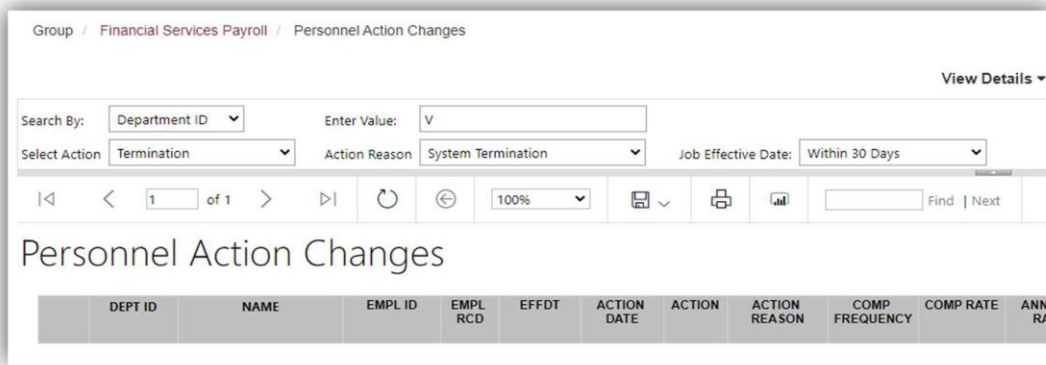 Group / Financial Services Payroll / Personnel Action Changes
View Details
Search By: Department ID Enter Value: V
Select Action Termination Action Reason System Termination Job Effective Date: Within 30 Days
1 of 1 100% Find | Next
Personnel Action Changes
DEPT ID NAME EMPL ID EMPL RCD EFFDT ACTION DATE ACTION ACTION REASON COMP FREQUENCY COMP RATE